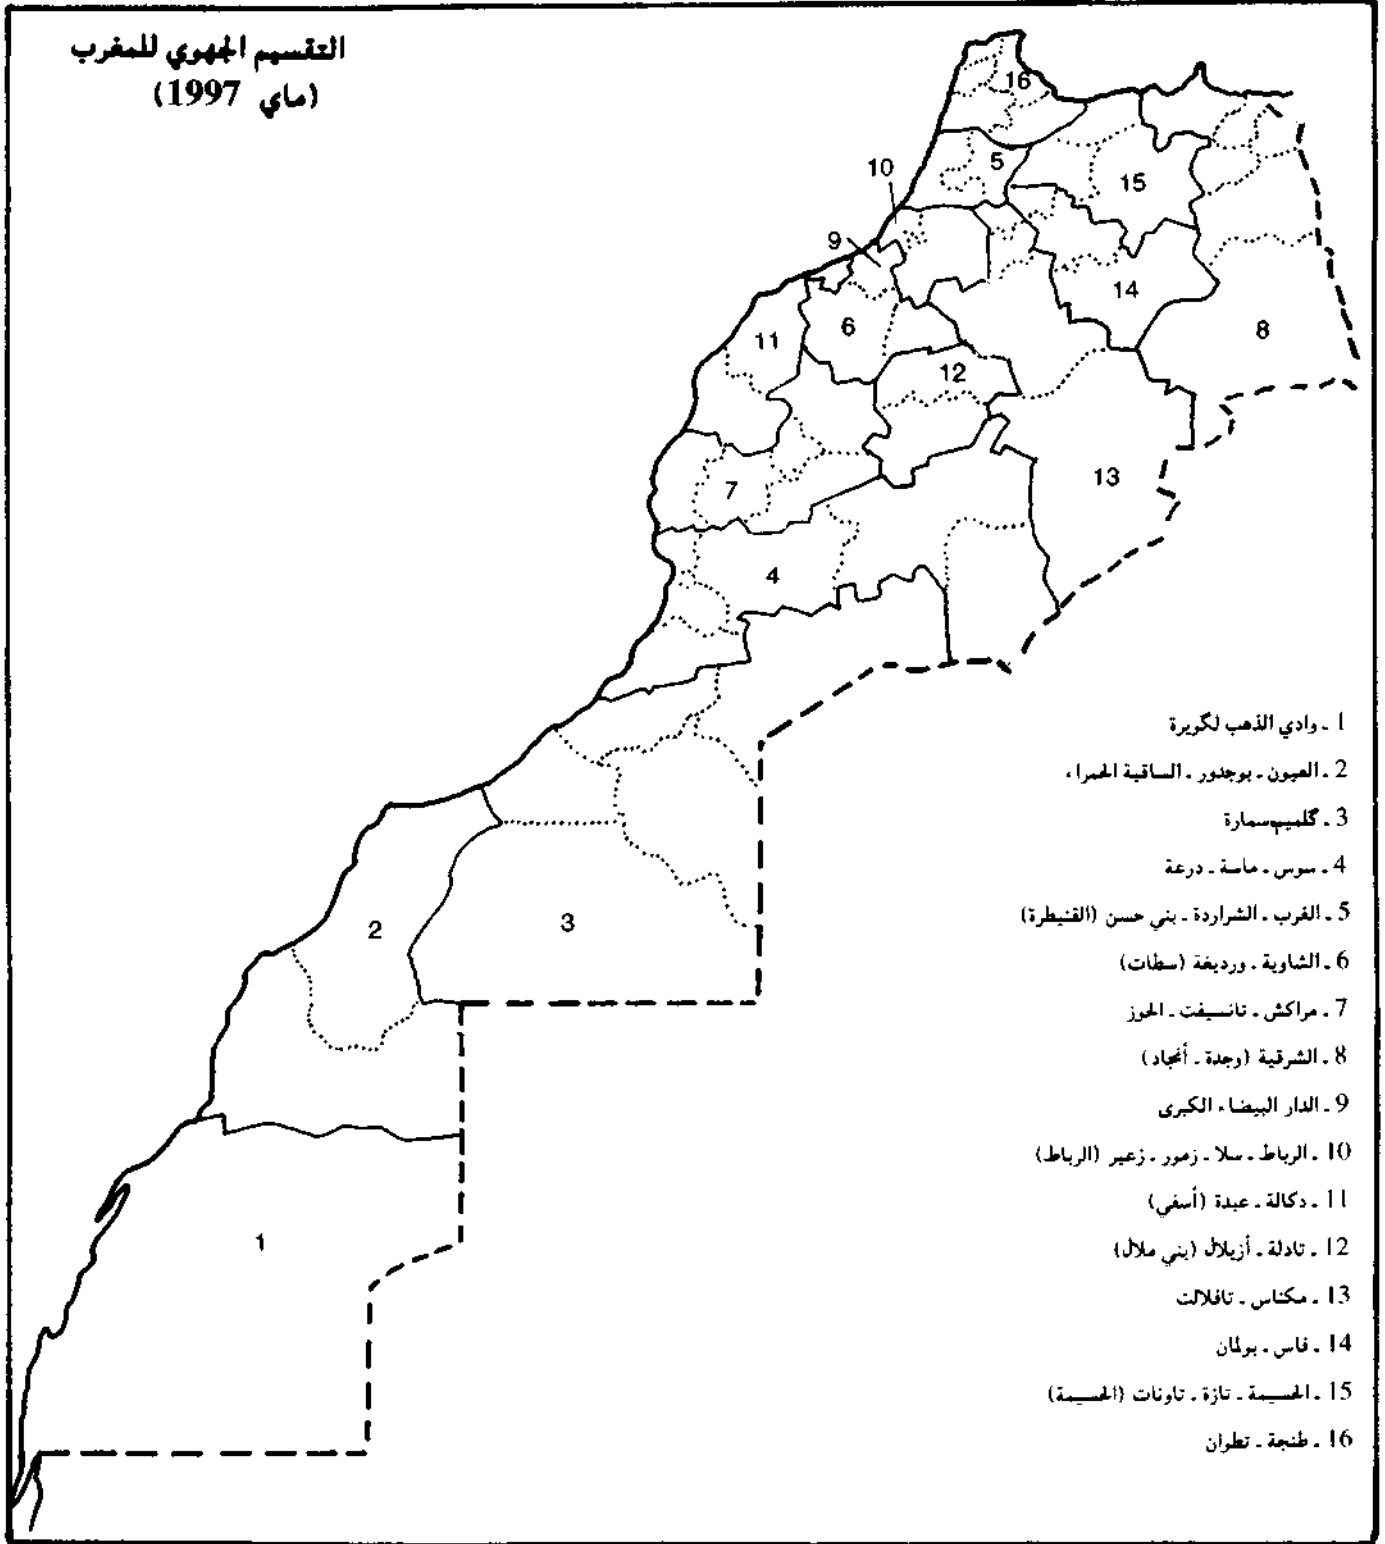 التقسيم الجهوي للمغرب
(ماي 1997)
16
5
10
15
9
14
6
8
11
12
13
7
4
2
3
1
1 ـ وادي الذهب لگويرة
2 ـ العيون ـ بوجدور ـ الساقية الحمراء
3 ـ گلميم سمارة
4 ـ سوس ـ ماسة ـ درعة
5 ـ الغرب ـ الشراردة ـ بني حسن (القنيطرة)
6 ـ الشاوية ـ ورديغة (سطات)
7 ـ مراكش ـ تانسيفت ـ الحوز
8 ـ الشرقية (وجدة ـ أنجاد)
9 ـ الدار البيضاء الكبرى
10 ـ الرباط ـ سلا ـ زمور ـ زعير (الرباط)
11 ـ دكالة ـ عبدة (أسفي)
12 ـ تادلة ـ أزيلال (بني ملال)
13 ـ مكناس ـ تافلالت
14 ـ فاس ـ بولمان
15 ـ الحسيمة ـ تازة ـ تاونات (الحسيمة)
16 ـ طنجة ـ تطوان